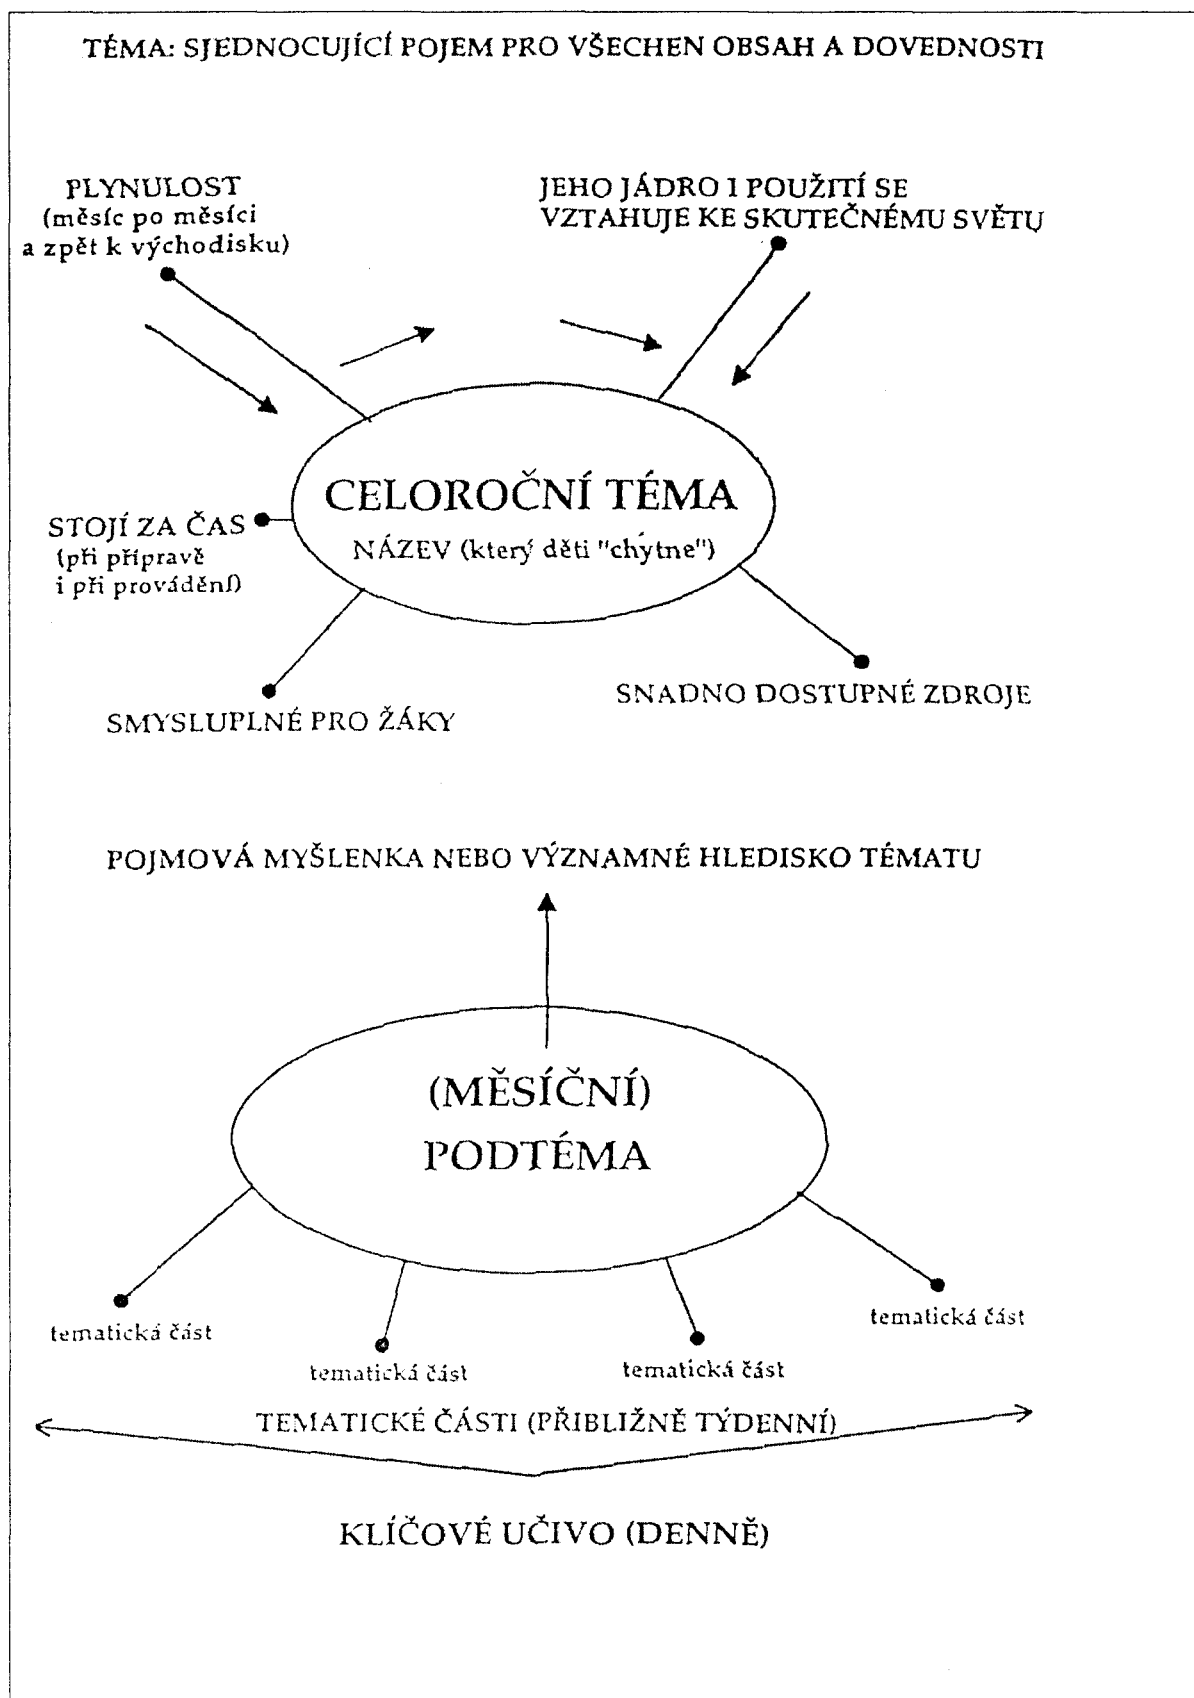 TÉMA: SJEDNOCUJÍCÍ POJEM PRO VŠECHEN OBSAH A DOVEDNOSTI
PLYNULOST
(měsíc po měsíci
a zpět k východisku)
JEHO JÁDRO I POUŽITÍ SE
VZTAHUJE KE SKUTEČNÉMU SVĚTU
CELOROČNÍ TÉMA
NÁZEV (který děti "chytne")
STOJÍ ZA ČAS
(při přípravě
i při provádění)
SMYSLUPLNÉ PRO ŽÁKY
SNADNO DOSTUPNÉ ZDROJE
POJMOVÁ MYŠLENKA NEBO VÝZNAMNÉ HLEDISKO TÉMATU
(MĚSÍČNÍ)
PODTÉMA
tematická část
tematická část
tematická část
tematická část
TEMATICKÉ ČÁSTI (PŘIBLIŽNĚ TÝDENNÍ)
KLÍČOVÉ UČIVO (DENNĚ)